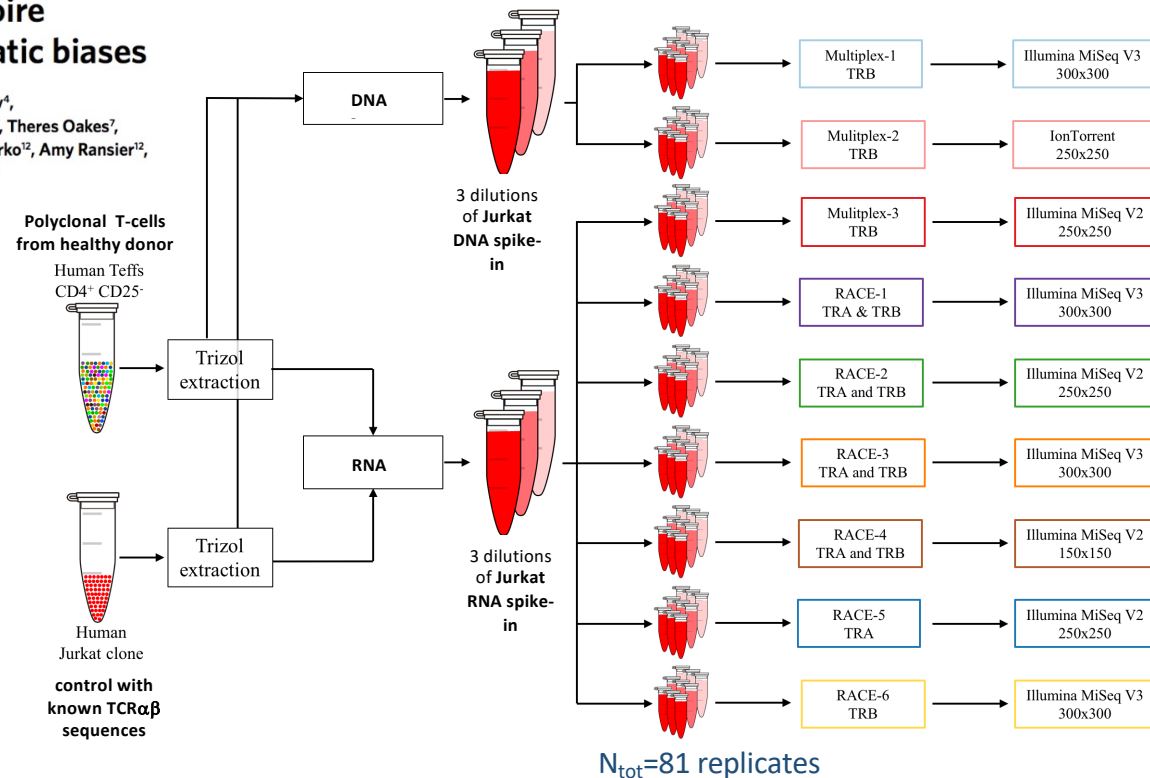 atic biases
Theres Oakes⁷,
rko¹², Amy Ransier¹²,
Polyclonal T-cells
from healthy donor
Human Teffs
CD4⁺ CD25⁻
Trizol
extraction
Human
Jurkat clone
control with
known TCRαβ
sequences
Trizol
extraction
DNA
RNA
3 dilutions
of Jurkat
DNA spike-
in
3 dilutions
of Jurkat
RNA spike-
in
Multiplex-1
TRB
Illumina MiSeq V3
300x300
Mulitplex-2
TRB
IonTorrent
250x250
Mulitplex-3
TRB
Illumina MiSeq V2
250x250
RACE-1
TRA & TRB
Illumina MiSeq V3
300x300
RACE-2
TRA and TRB
Illumina MiSeq V2
250x250
RACE-3
TRA and TRB
Illumina MiSeq V3
300x300
RACE-4
TRA and TRB
Illumina MiSeq V2
150x150
RACE-5
TRA
Illumina MiSeq V2
250x250
RACE-6
TRB
Illumina MiSeq V3
300x300
Nₜₒₜ=81 replicates